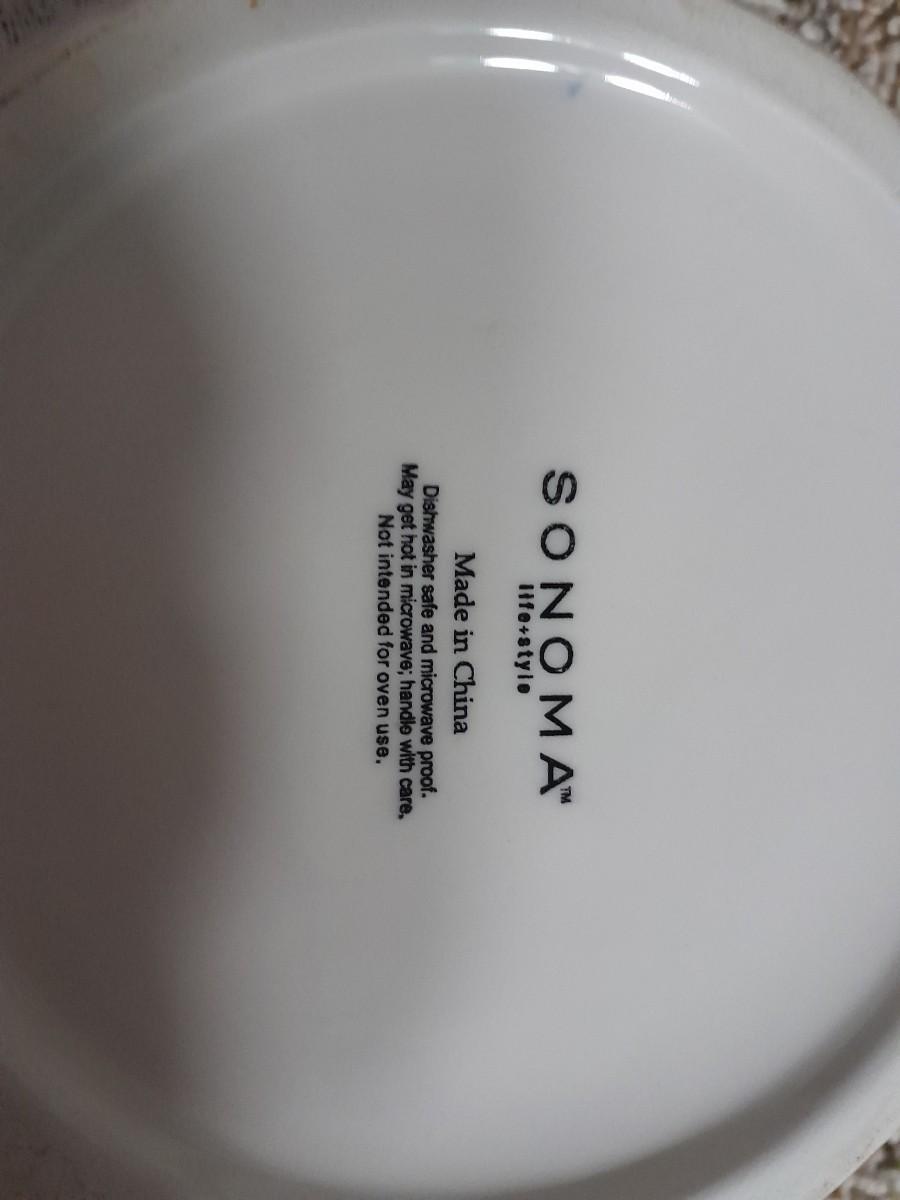 SONOMA™
life+style
Made in China
Dishwasher safe and microwave proof.
May get hot in microwave; handle with care.
Not intended for oven use.